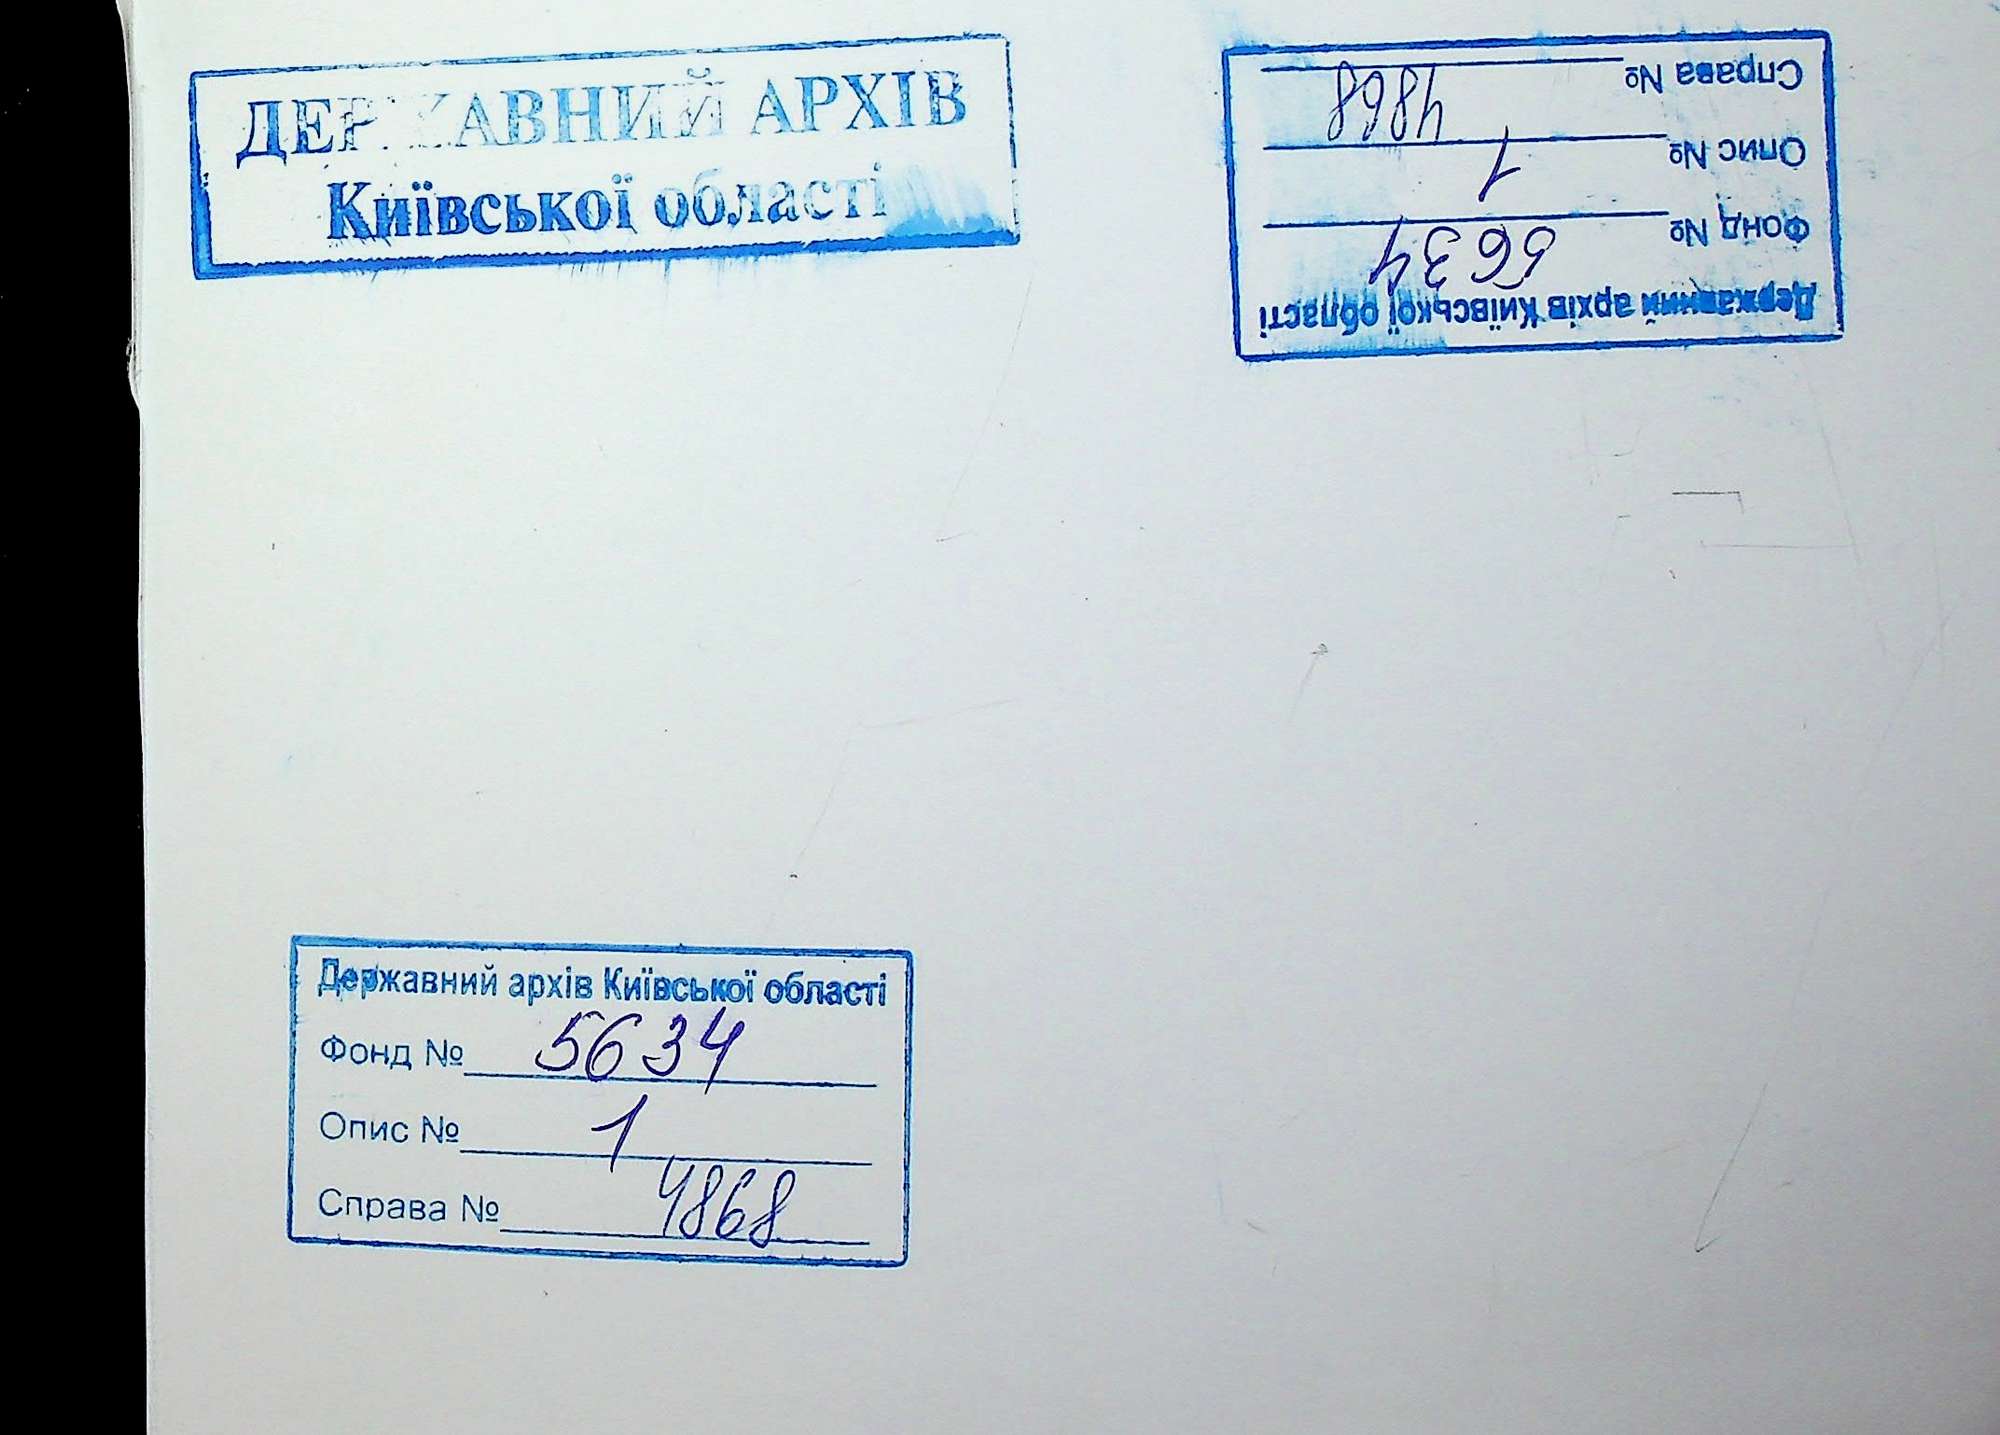 ДЕРЖАВНИЙ АРХІВ
Київської області
Державний архів Київської області
Фонд № 5634
Опис № 1
Справа № 4868
Державний архів Київської області
Фонд № 5634
Опис № 1
Справа № 4868